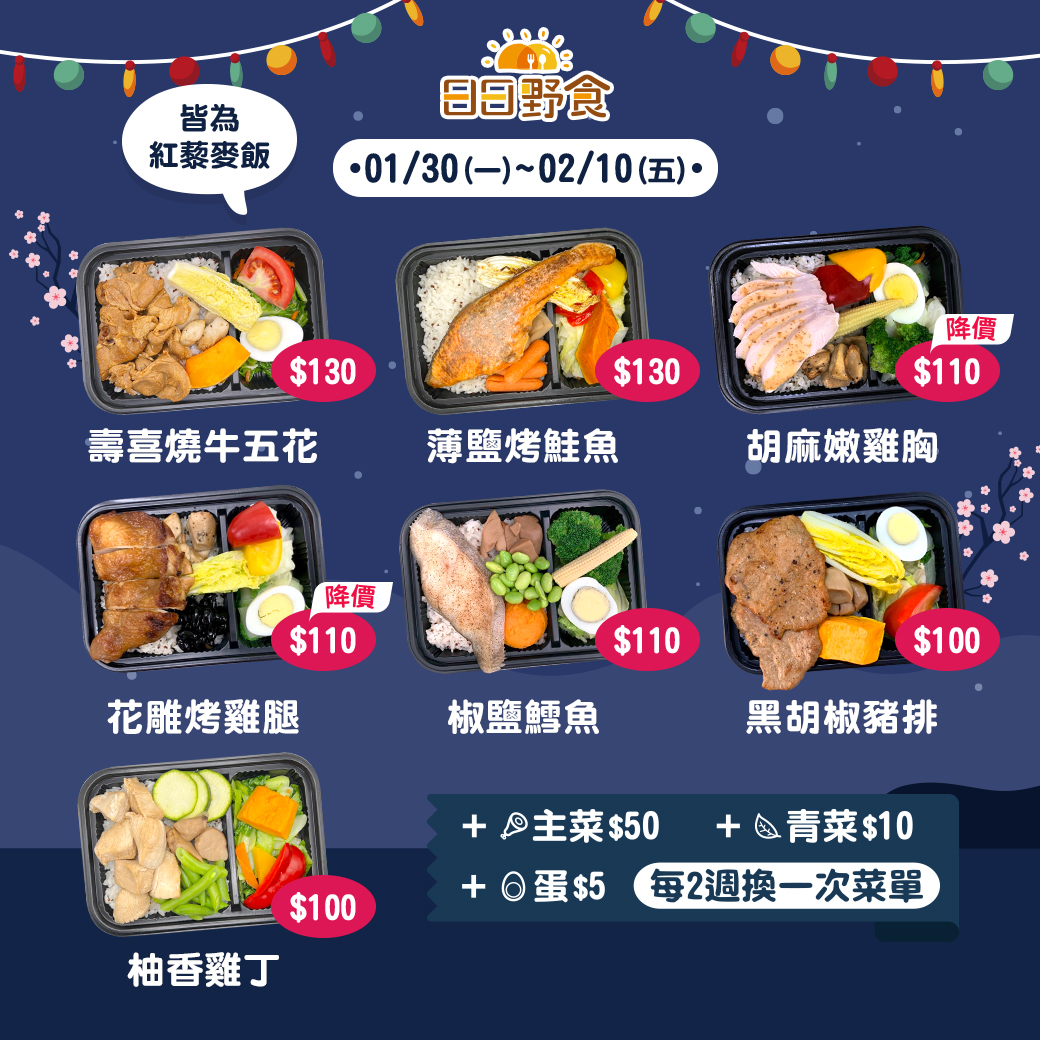 日日野食
皆為
紅藜麥飯
•01/30(一)~02/10(五)•
$130
壽喜燒牛五花
$130
薄鹽烤鮭魚
降價
$110
胡麻嫩雞胸
降價
$110
花雕烤雞腿
$110
椒鹽鱈魚
$100
黑胡椒豬排
$100
柚香雞丁
+ 主菜$50 + 青菜$10
+ 蛋$5 每2週換一次菜單